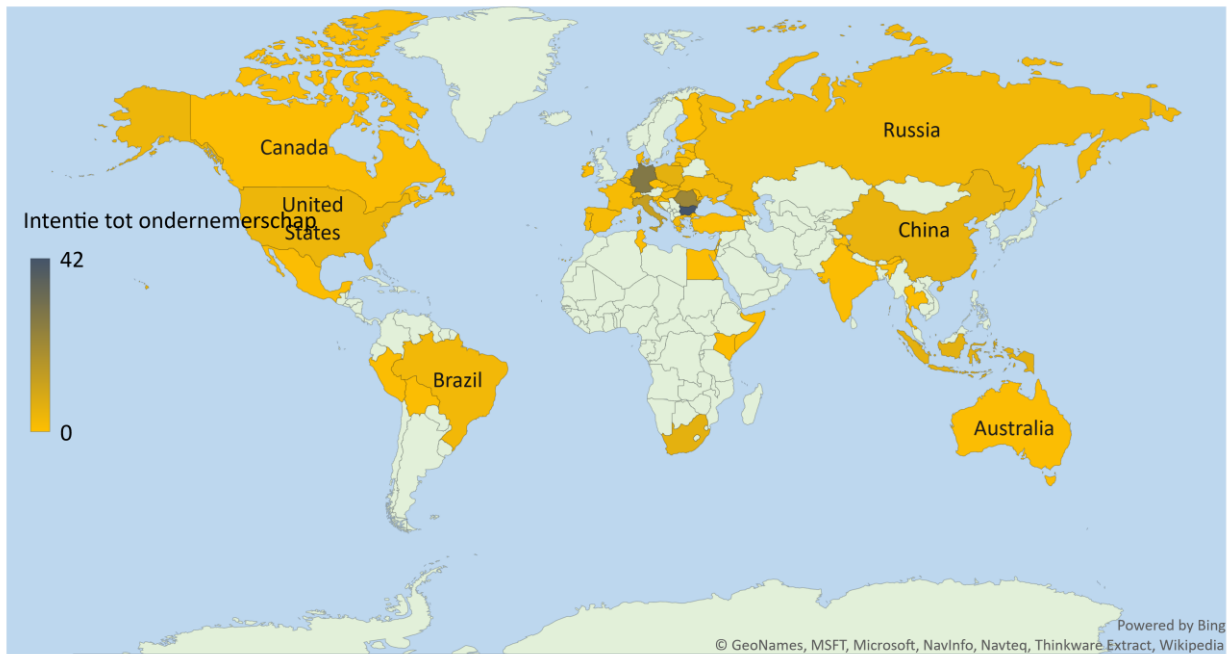 Canada
Russia
United
States
Intentie tot ondernemerschap
China
42
Brazil
0
Australia
Powered by Bing
© GeoNames, MSFT, Microsoft, NavInfo, Navteq, Thinkware Extract, Wikipedia